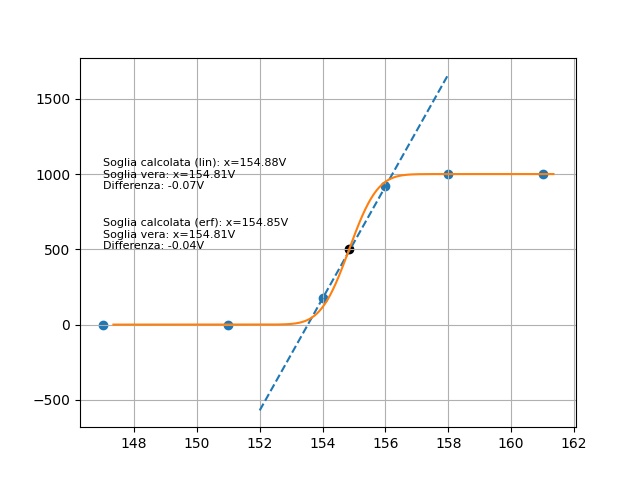 1500
1000
500
0
−500
Soglia calcolata (lin): x=154.88V
Soglia vera: x=154.81V
Differenza: -0.07V
Soglia calcolata (erf): x=154.85V
Soglia vera: x=154.81V
Differenza: -0.04V
148 150 152 154 156 158 160 162